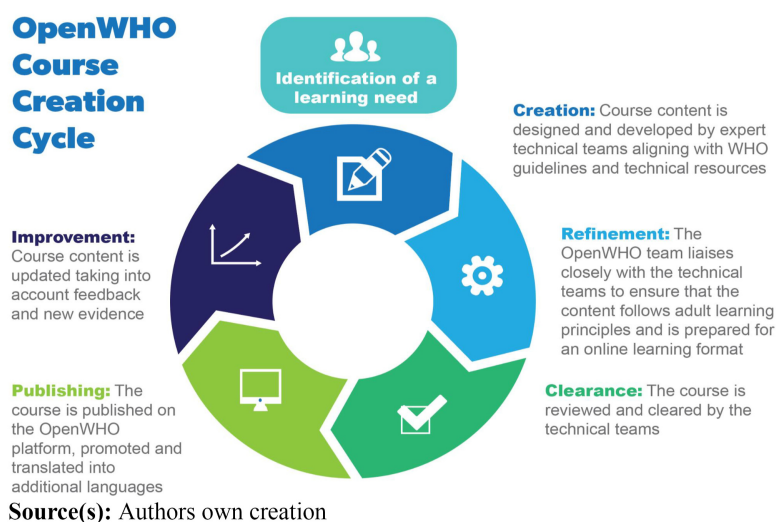 OpenWHO
Course
Creation
Cycle
Identification of a
learning need
Creation: Course content is
designed and developed by expert
technical teams aligning with WHO
guidelines and technical resources
Refinement: The
OpenWHO team liaises
closely with the technical
teams to ensure that the
content follows adult learning
principles and is prepared for
an online learning format
Clearance: The course is
reviewed and cleared by the
technical teams
Publishing: The
course is published on
the OpenWHO
platform, promoted and
translated into
additional languages
Improvement:
Course content is
updated taking into
account feedback
and new evidence
Source(s): Authors own creation